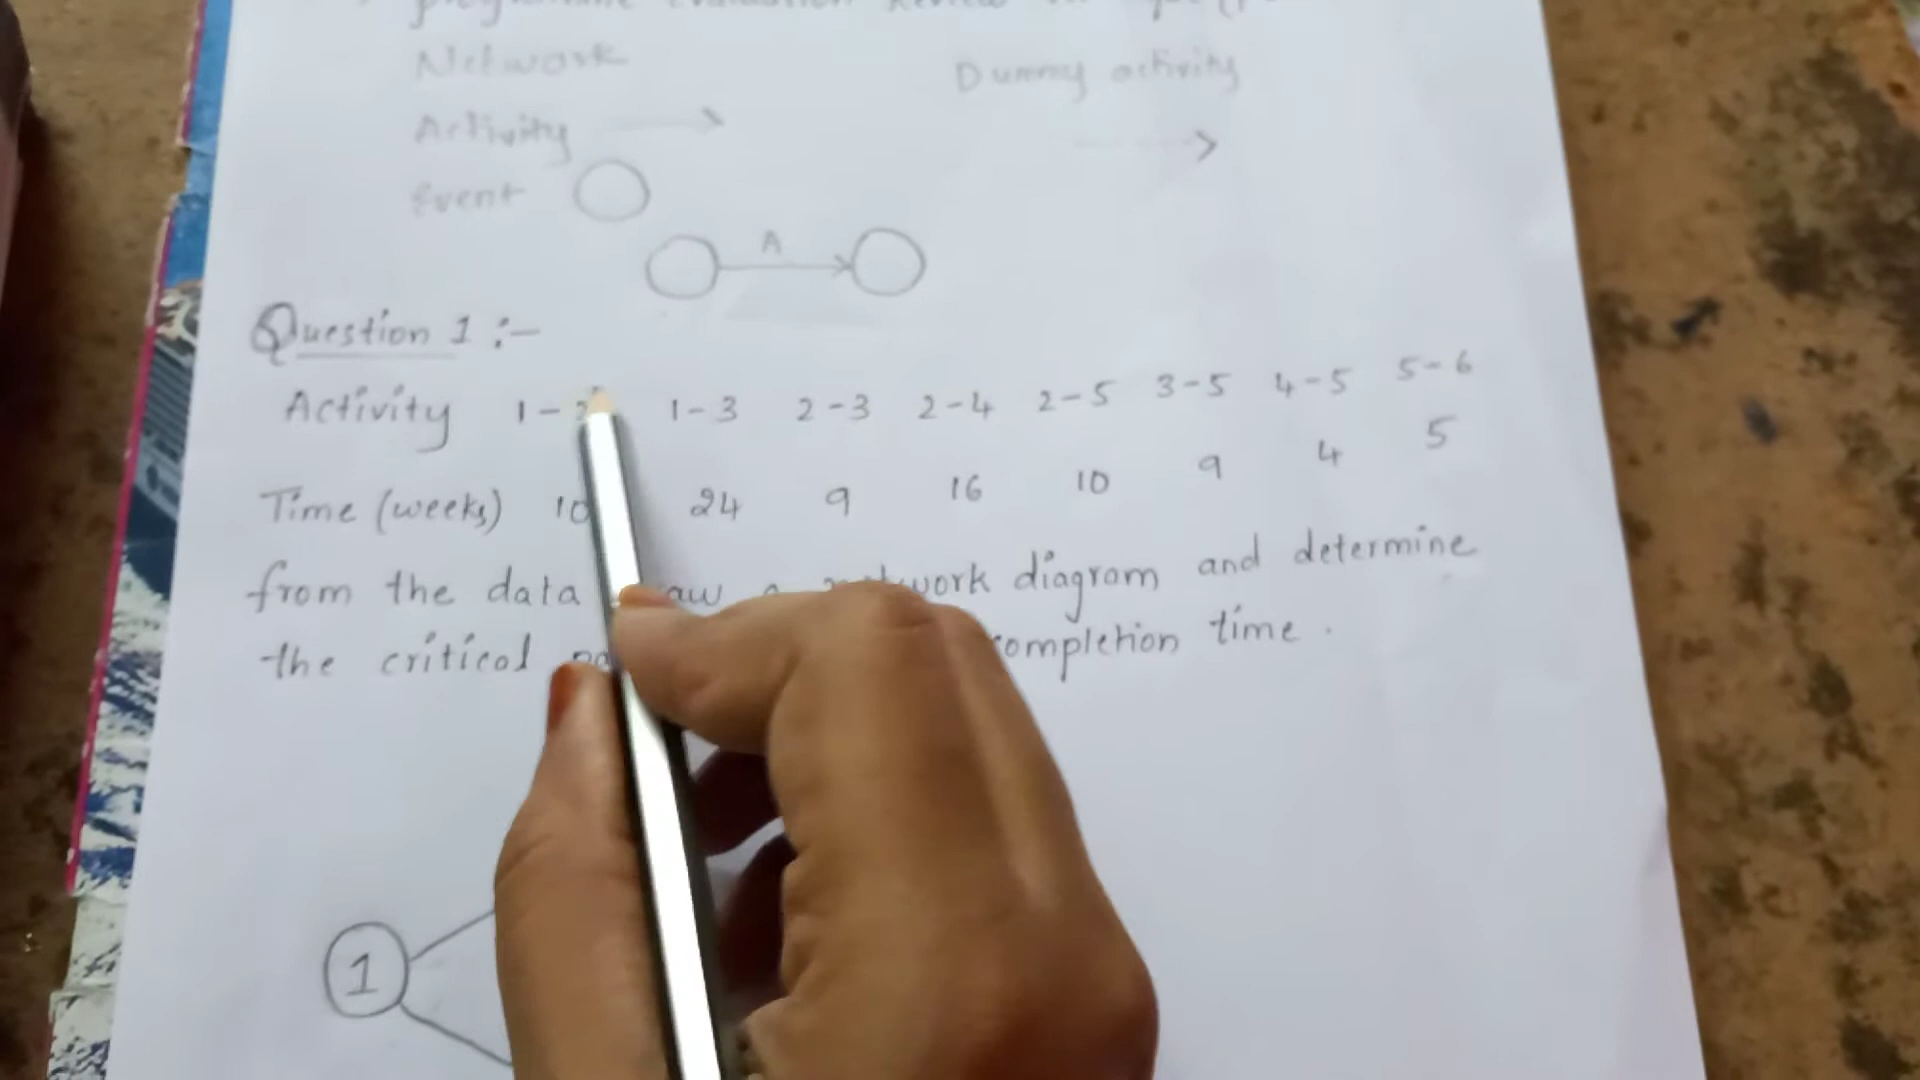 Network
Dummy activity
Activity
Event
A
Question 1 :-
Activity 1-2 1-3 2-3 2-4 2-5 3-5 4-5 5-6
Time (weeks) 10 24 9 16 10 9 4 5
from the data network diagram and determine
the critical completion time.
1